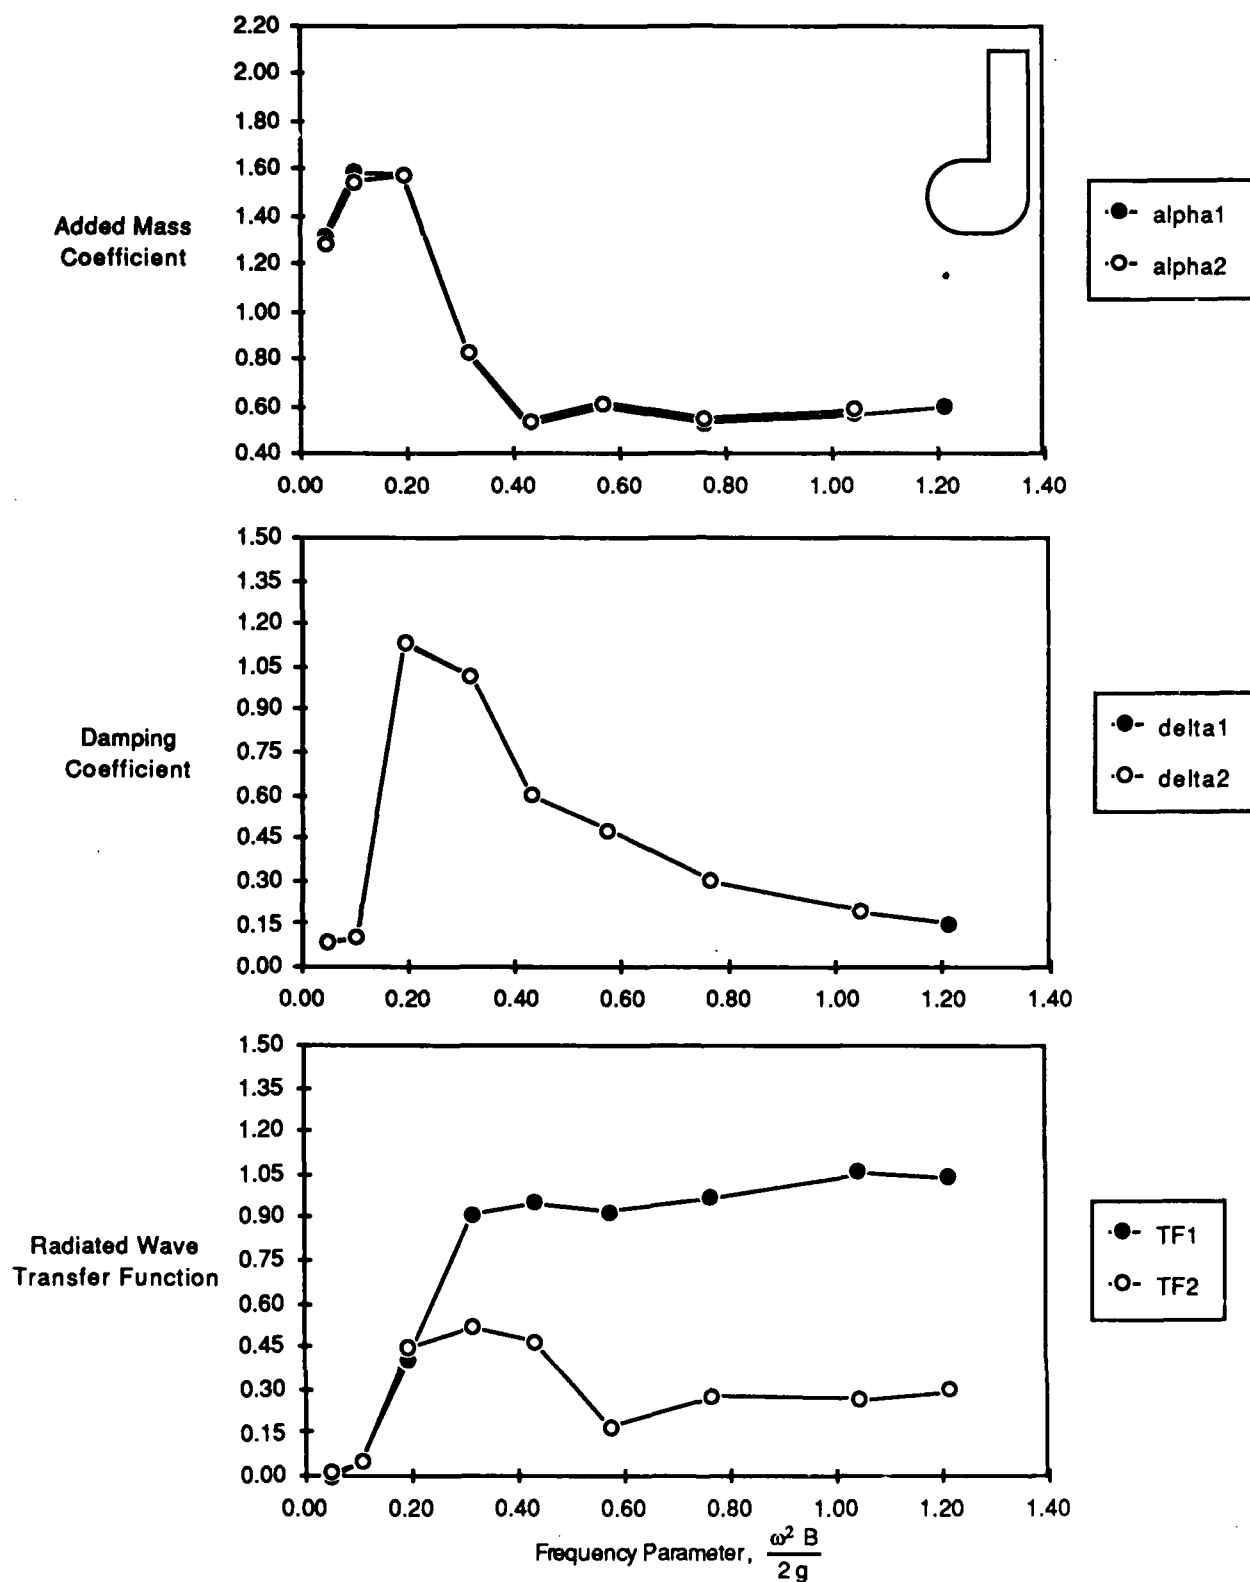 2.20
2.00
1.80
1.60
1.40
1.20
1.00
0.80
0.60
0.40
Added Mass
Coefficient
0.00 0.20 0.40 0.60 0.80 1.00 1.20 1.40
alpha1
alpha2
1.50
1.35
1.20
1.05
0.90
0.75
0.60
0.45
0.30
0.15
0.00
Damping
Coefficient
0.00 0.20 0.40 0.60 0.80 1.00 1.20 1.40
delta1
delta2
1.50
1.35
1.20
1.05
0.90
0.75
0.60
0.45
0.30
0.15
0.00
Radiated Wave
Transfer Function
0.00 0.20 0.40 0.60 0.80 1.00 1.20 1.40
TF1
TF2
Frequency Parameter, ω² B
2 g